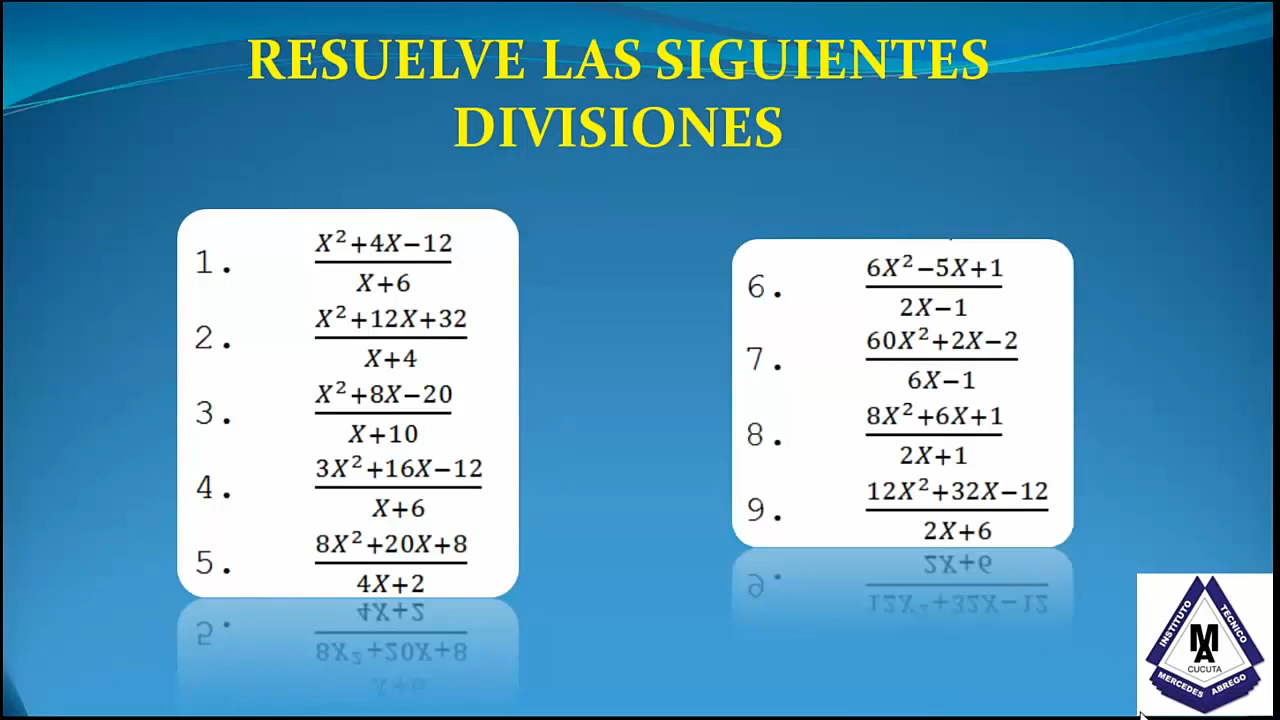 RESUELVE LAS SIGUIENTES
DIVISIONES
1. X²+4X−12
X+6
2. X²+12X+32
X+4
3. X²+8X−20
X+10
4. 3X²+16X−12
X+6
5. 8X²+20X+8
4X+2
6. 6X²−5X+1
2X−1
7. 60X²+2X−2
6X−1
8. 8X²+6X+1
2X+1
9. 12X²+32X−12
2X+6
INSTITUTO
TECNICO
MA
CUCUTA
MERCEDES ABREGO